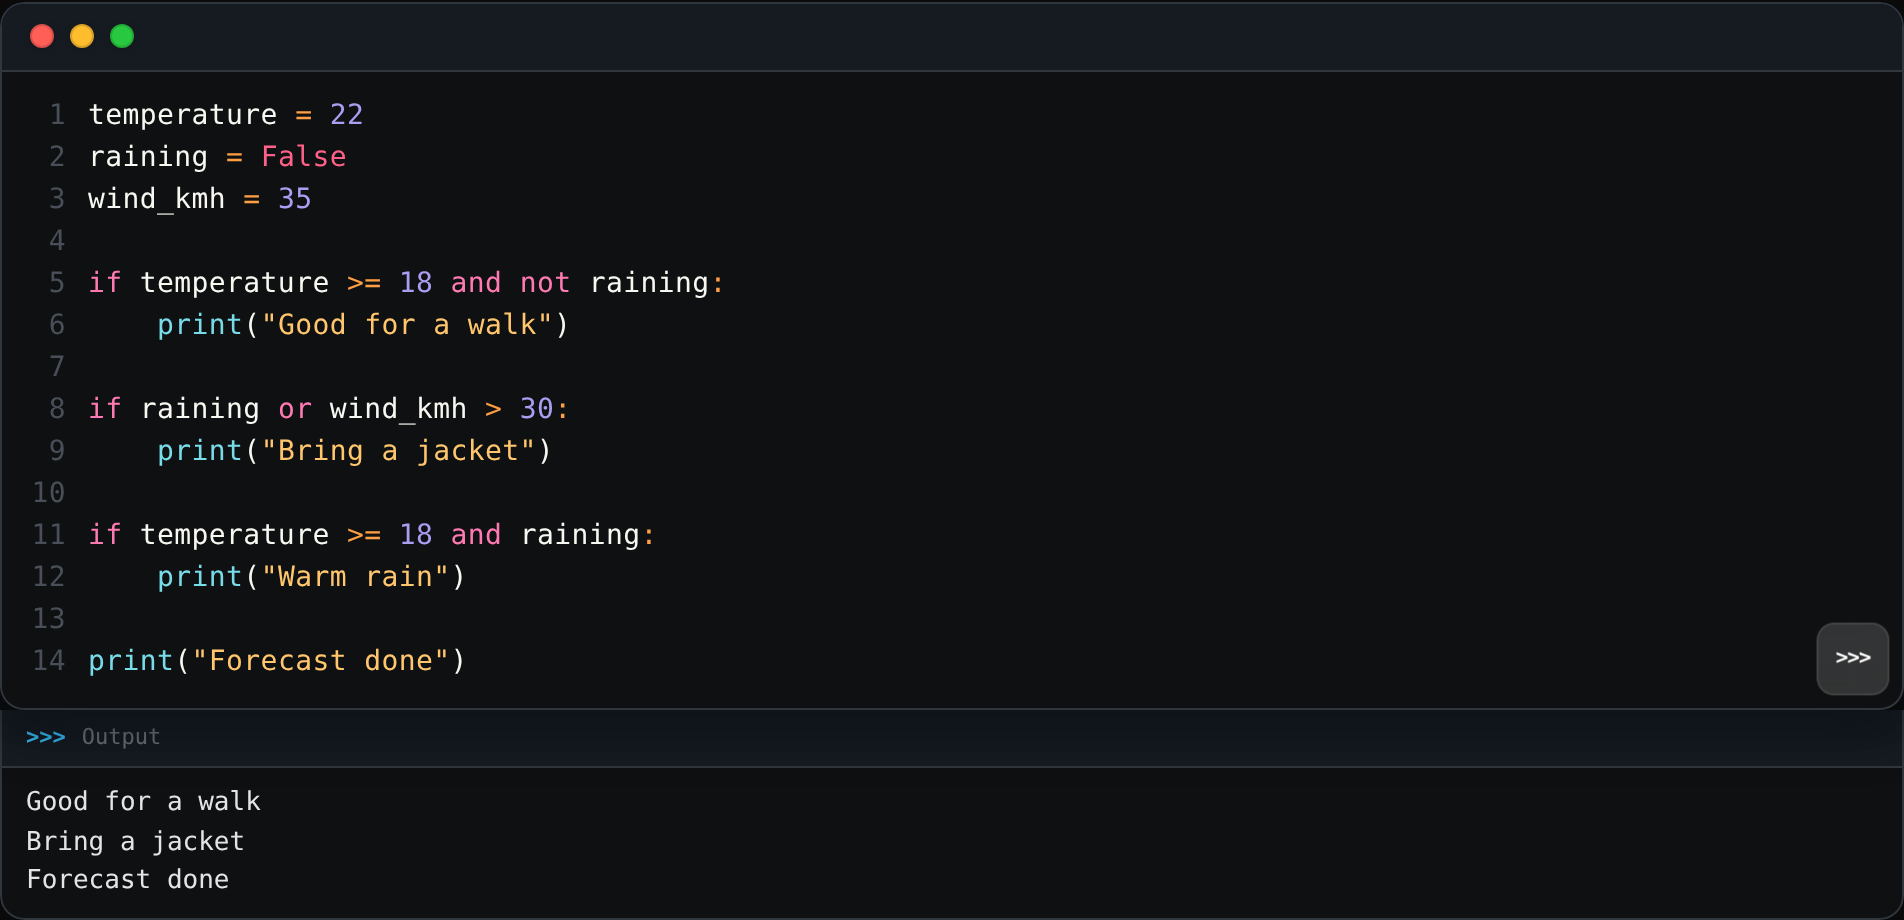 1 temperature = 22
2 raining = False
3 wind_kmh = 35
4
5 if temperature >= 18 and not raining:
6     print("Good for a walk")
7
8 if raining or wind_kmh > 30:
9     print("Bring a jacket")
10
11 if temperature >= 18 and raining:
12     print("Warm rain")
13
14 print("Forecast done")
>>>
>>> Output
Good for a walk
Bring a jacket
Forecast done